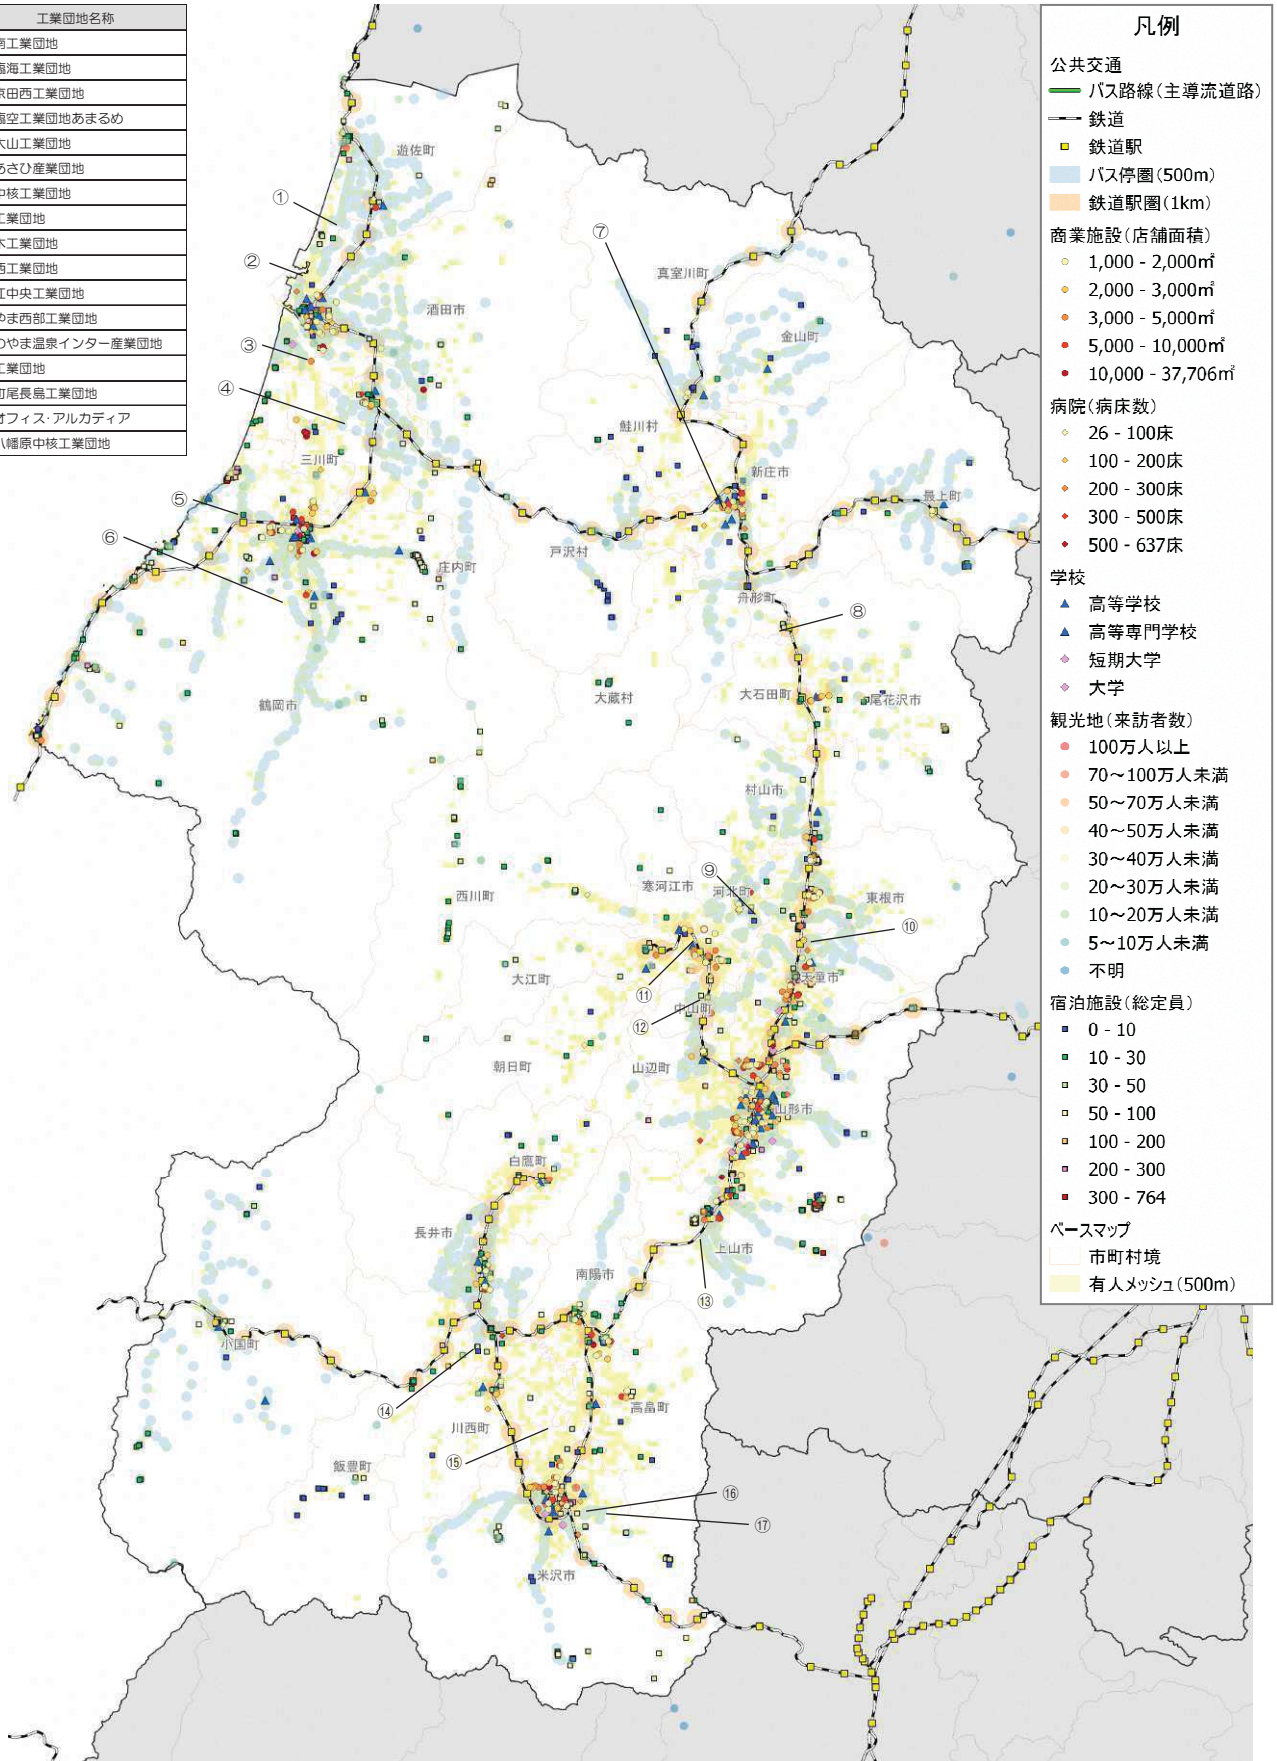 工業団地名称
南工業団地
臨海工業団地
京田西工業団地
臨空工業団地あまるめ
大山工業団地
あさひ産業団地
中核工業団地
工業団地
木工業団地
西工業団地
江中央工業団地
やま西部工業団地
のやま温泉インター産業団地
工業団地
町尾長島工業団地
オフィス・アルカディア
八幡原中核工業団地
凡例
公共交通
バス路線(主導流道路)
鉄道
鉄道駅
バス停圏(500m)
鉄道駅圏(1km)
商業施設(店舗面積)
1,000 - 2,000㎡
2,000 - 3,000㎡
3,000 - 5,000㎡
5,000 - 10,000㎡
10,000 - 37,706㎡
病院(病床数)
26 - 100床
100 - 200床
200 - 300床
300 - 500床
500 - 637床
学校
高等学校
高等専門学校
短期大学
大学
観光地(来訪者数)
100万人以上
70～100万人未満
50～70万人未満
40～50万人未満
30～40万人未満
20～30万人未満
10～20万人未満
5～10万人未満
不明
宿泊施設(総定員)
0 - 10
10 - 30
30 - 50
50 - 100
100 - 200
200 - 300
300 - 764
ベースマップ
市町村境
有人メッシュ(500m)
遊佐町
①
⑦
②
真室川町
酒田市
金山町
③
④
鮭川村
三川町
新庄市
最上町
⑤
⑥
戸沢村
庄内町
舟形町
⑧
大蔵村
大石田町
尾花沢市
鶴岡市
村山市
⑨
寒河江市
河北町
西川町
東根市
⑩
大江町
天童市
⑪
中山町
⑫
朝日町
山辺町
山形市
白鷹町
長井市
上山市
南陽市
⑬
小国町
⑭
高畠町
川西町
⑮
飯豊町
⑯
⑰
米沢市